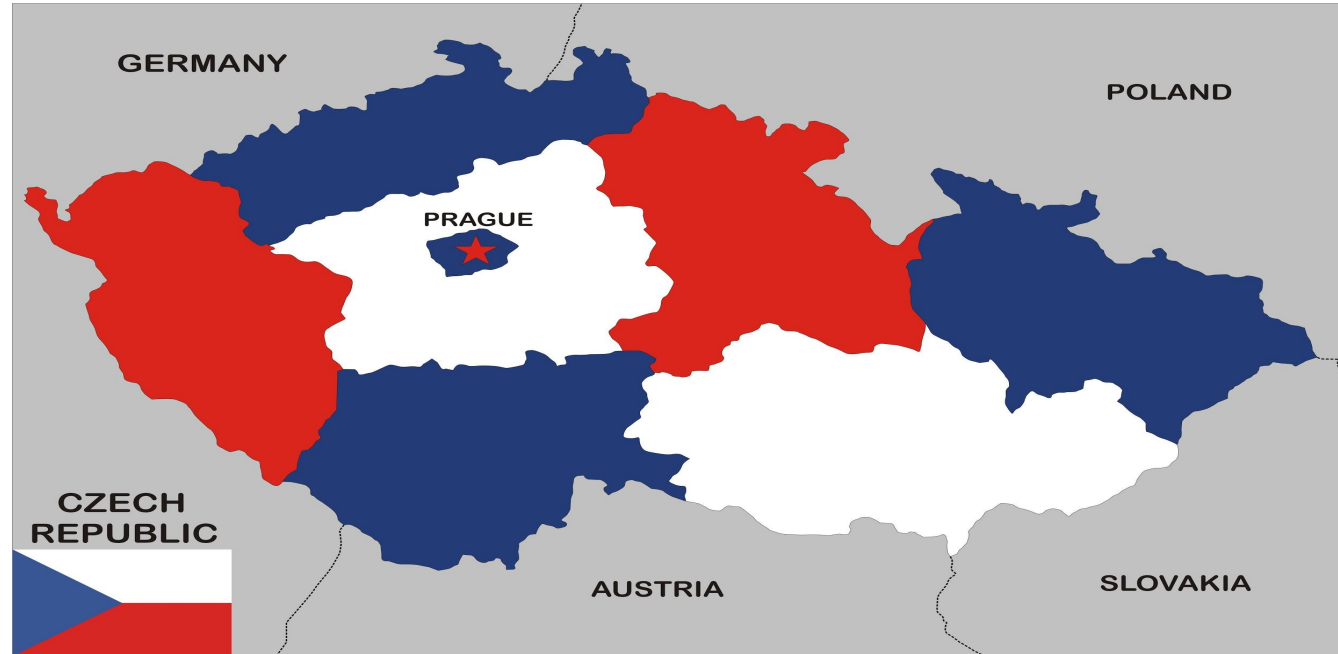 GERMANY
POLAND
PRAGUE
CZECH
REPUBLIC
AUSTRIA
SLOVAKIA